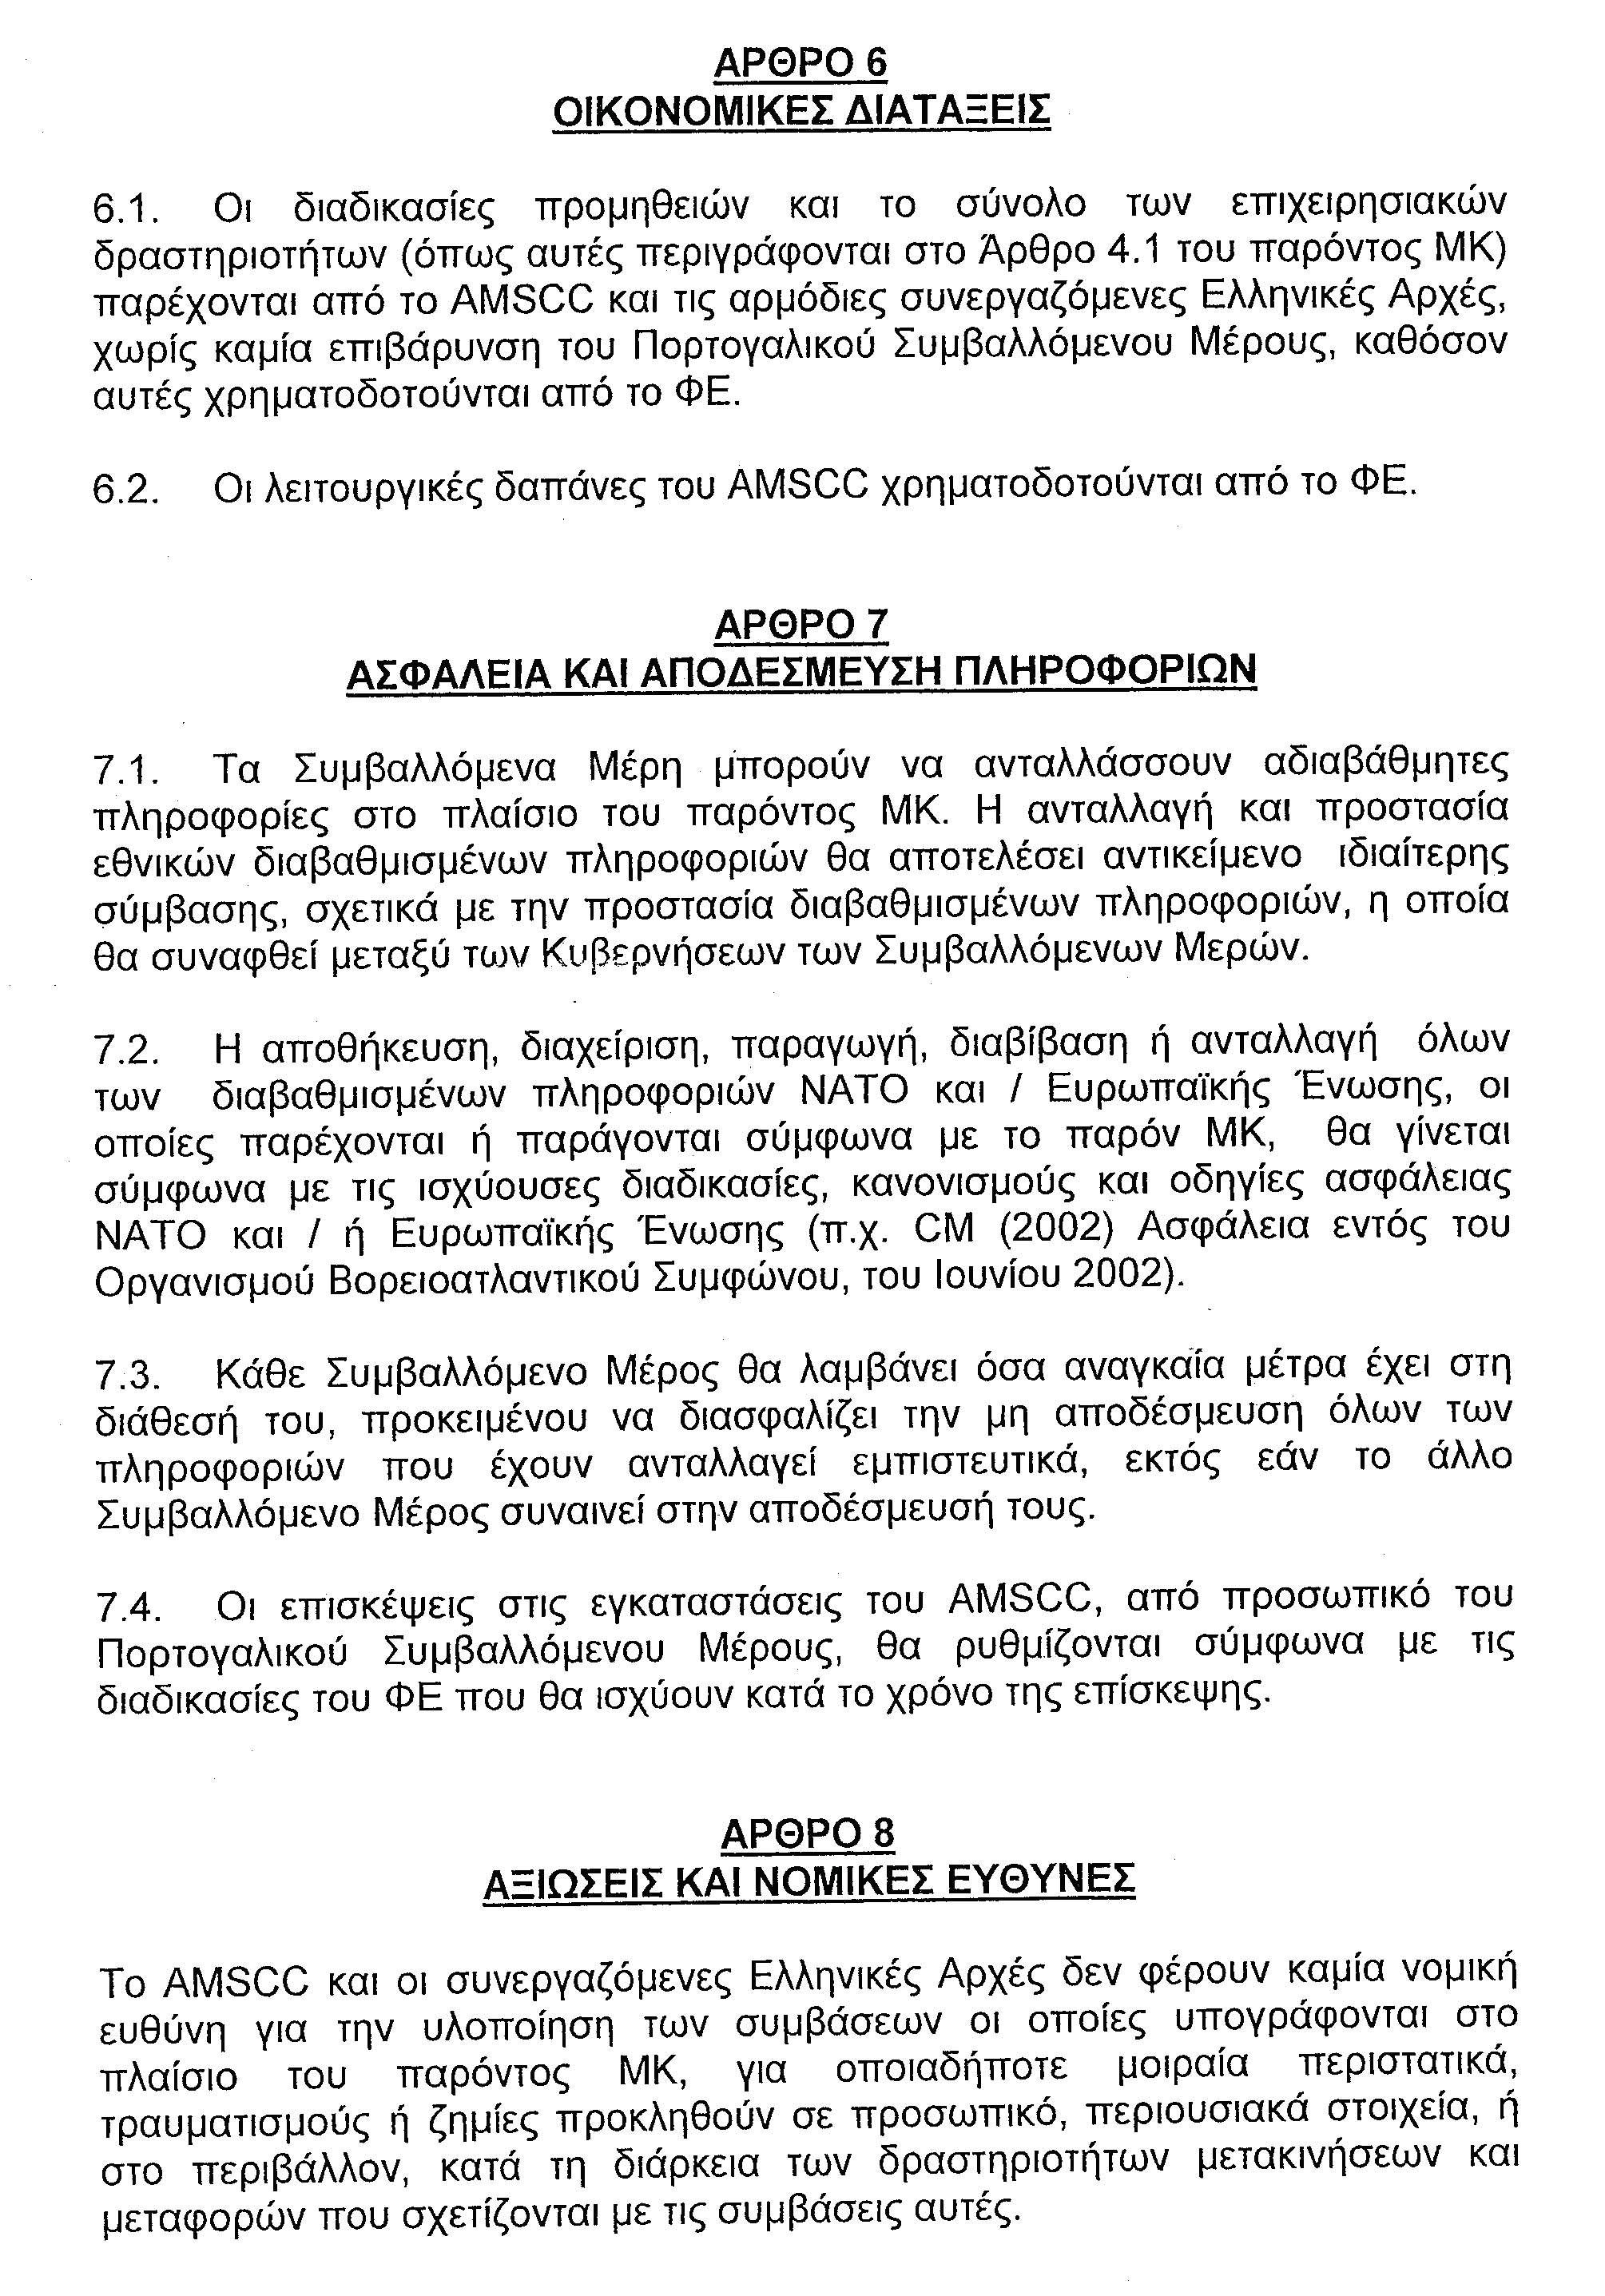 ΑΡΘΡΟ 6
ΟΙΚΟΝΟΜΙΚΕΣ ΔΙΑΤΑΞΕΙΣ
6.1. Οι διαδικασίες προμηθειών και το σύνολο των επιχειρησιακών
δραστηριοτήτων (όπως αυτές περιγράφονται στο Άρθρο 4.1 του παρόντος ΜΚ)
παρέχονται από το AMSCC και τις αρμόδιες συνεργαζόμενες Ελληνικές Αρχές,
χωρίς καμία επιβάρυνση του Πορτογαλικού Συμβαλλόμενου Μέρους, καθόσον
αυτές χρηματοδοτούνται από το ΦΕ.
6.2. Οι λειτουργικές δαπάνες του AMSCC χρηματοδοτούνται από το ΦΕ.
ΑΡΘΡΟ 7
ΑΣΦΑΛΕΙΑ ΚΑΙ ΑΠΟΔΕΣΜΕΥΣΗ ΠΛΗΡΟΦΟΡΙΩΝ
7.1. Τα Συμβαλλόμενα Μέρη μπορούν να ανταλλάσσουν αδιαβάθμητες
πληροφορίες στο πλαίσιο του παρόντος ΜΚ. Η ανταλλαγή και προστασία
εθνικών διαβαθμισμένων πληροφοριών θα αποτελέσει αντικείμενο ιδιαίτερης
σύμβασης, σχετικά με την προστασία διαβαθμισμένων πληροφοριών, η οποία
θα συναφθεί μεταξύ των Κυβερνήσεων των Συμβαλλόμενων Μερών.
7.2. Η αποθήκευση, διαχείριση, παραγωγή, διαβίβαση ή ανταλλαγή όλων
των διαβαθμισμένων πληροφοριών ΝΑΤΟ και / Ευρωπαϊκής Ένωσης, οι
οποίες παρέχονται ή παράγονται σύμφωνα με το παρόν ΜΚ, θα γίνεται
σύμφωνα με τις ισχύουσες διαδικασίες, κανονισμούς και οδηγίες ασφάλειας
ΝΑΤΟ και / ή Ευρωπαϊκής Ένωσης (π.χ. CM (2002) Ασφάλεια εντός του
Οργανισμού Βορειοατλαντικού Συμφώνου, του Ιουνίου 2002).
7.3. Κάθε Συμβαλλόμενο Μέρος θα λαμβάνει όσα αναγκαία μέτρα έχει στη
διάθεσή του, προκειμένου να διασφαλίζει την μη αποδέσμευση όλων των
πληροφοριών που έχουν ανταλλαγεί εμπιστευτικά, εκτός εάν το άλλο
Συμβαλλόμενο Μέρος συναινεί στην αποδέσμευσή τους.
7.4. Οι επισκέψεις στις εγκαταστάσεις του AMSCC, από προσωπικό του
Πορτογαλικού Συμβαλλόμενου Μέρους, θα ρυθμίζονται σύμφωνα με τις
διαδικασίες του ΦΕ που θα ισχύουν κατά το χρόνο της επίσκεψης.
ΑΡΘΡΟ 8
ΑΞΙΩΣΕΙΣ ΚΑΙ ΝΟΜΙΚΕΣ ΕΥΘΥΝΕΣ
Το AMSCC και οι συνεργαζόμενες Ελληνικές Αρχές δεν φέρουν καμία νομική
ευθύνη για την υλοποίηση των συμβάσεων οι οποίες υπογράφονται στο
πλαίσιο του παρόντος ΜΚ, για οποιαδήποτε μοιραία περιστατικά,
τραυματισμούς ή ζημίες προκληθούν σε προσωπικό, περιουσιακά στοιχεία, ή
στο περιβάλλον, κατά τη διάρκεια των δραστηριοτήτων μετακινήσεων και
μεταφορών που σχετίζονται με τις συμβάσεις αυτές.